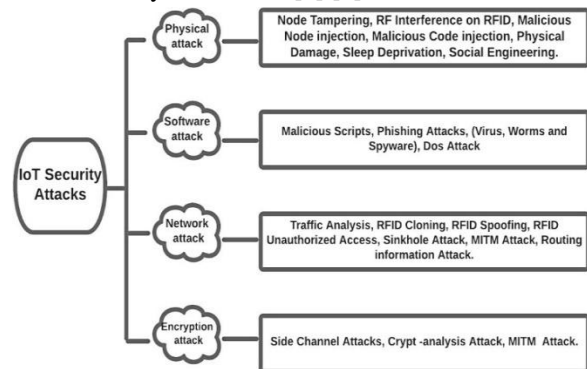 IoT Security
Attacks
Physical
attack
Node Tampering, RF Interference on RFID, Malicious
Node injection, Malicious Code injection, Physical
Damage, Sleep Deprivation, Social Engineering.
Software
attack
Malicious Scripts, Phishing Attacks, (Virus, Worms and
Spyware), Dos Attack
Network
attack
Traffic Analysis, RFID Cloning, RFID Spoofing, RFID
Unauthorized Access, Sinkhole Attack, MITM Attack, Routing
information Attack.
Encryption
attack
Side Channel Attacks, Crypt -analysis Attack, MITM Attack.